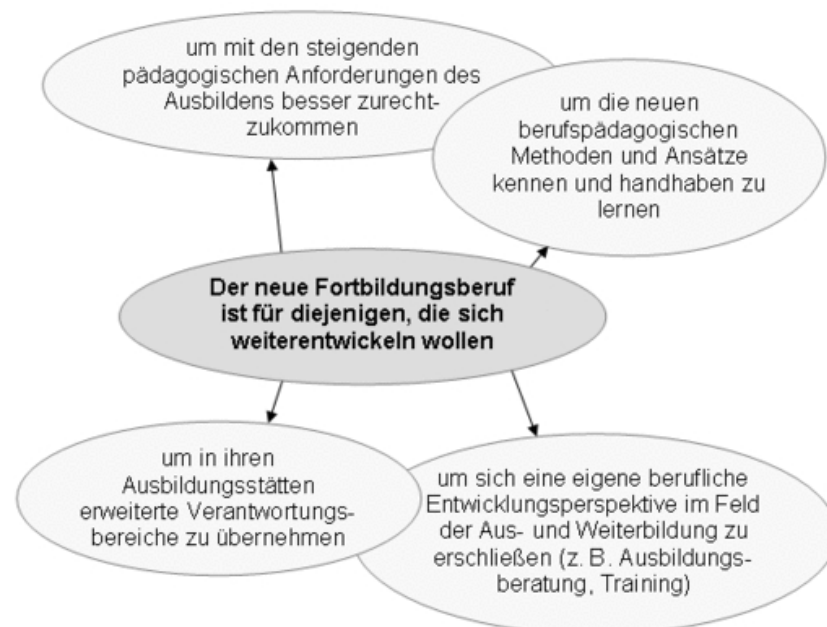 um mit den steigenden
pädagogischen Anforderungen des
Ausbildens besser zurecht-
zukommen
um die neuen
berufspädagogischen
Methoden und Ansätze
kennen und handhaben zu
lernen
Der neue Fortbildungsberuf
ist für diejenigen, die sich
weiterentwickeln wollen
um in ihren
Ausbildungsstätten
erweiterte Verantwortungs-
bereiche zu übernehmen
um sich eine eigene berufliche
Entwicklungsperspektive im Feld
der Aus- und Weiterbildung zu
erschließen (z. B. Ausbildungs-
beratung, Training)